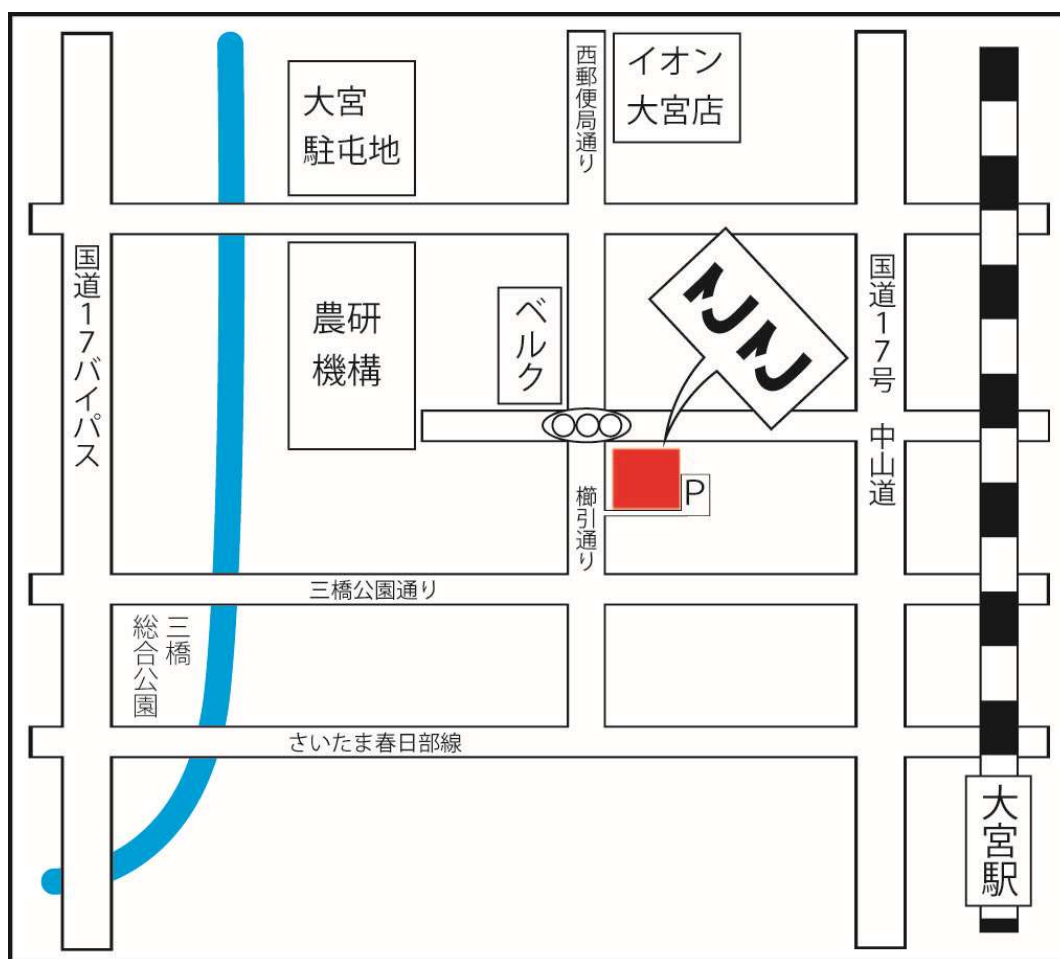 大宮
駐屯地
西郵便局通り
イオン
大宮店
国道17バイパス
農研
機構
ベルク
国道17号 中山道
櫛引通り
P
三橋公園通り
三橋
総合公園
さいたま春日部線
大宮駅